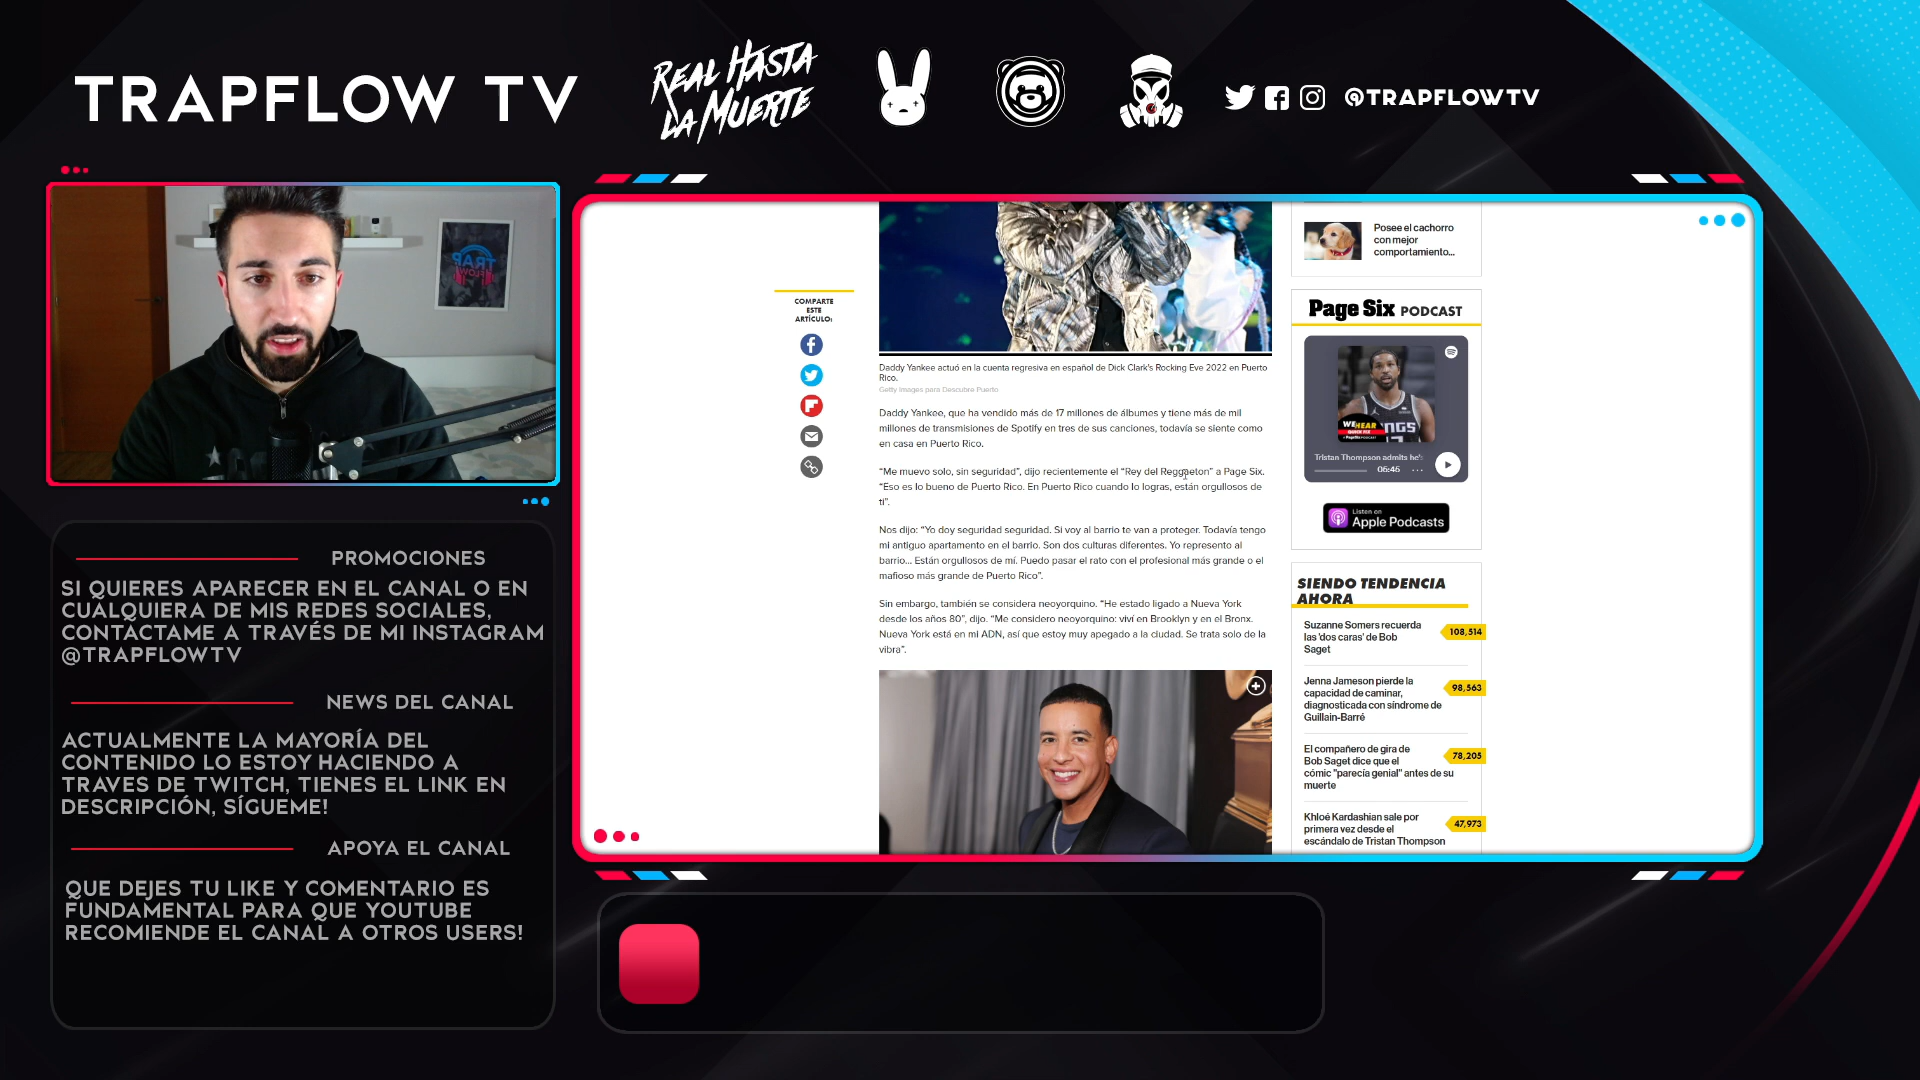 TRAPFLOW TV
REAL HASTA
LA MUERTE
@TRAPFLOWTV
PROMOCIONES
SI QUIERES APARECER EN EL CANAL O EN
CUALQUIERA DE MIS REDES SOCIALES,
CONTACTAME A TRAVÉS DE MI INSTAGRAM
@TRAPFLOWTV
NEWS DEL CANAL
ACTUALMENTE LA MAYORÍA DEL
CONTENIDO LO ESTOY HACIENDO A
TRAVES DE TWITCH, TIENES EL LINK EN
DESCRIPCIÓN, SÍGUEME!
APOYA EL CANAL
QUE DEJES TU LIKE Y COMENTARIO ES
FUNDAMENTAL PARA QUE YOUTUBE
RECOMIENDE EL CANAL A OTROS USERS!
COMPARTE
ESTE
ARTÍCULO:
Daddy Yankee actuó en la cuenta regresiva en español de Dick Clark's Rocking Eve 2022 en Puerto
Rico.
Getty Images para Descubre Puerto
Daddy Yankee, que ha vendido más de 17 millones de álbumes y tiene más de mil
millones de transmisiones de Spotify en tres de sus canciones, todavía se siente como
en casa en Puerto Rico.
“Me muevo solo, sin seguridad”, dijo recientemente el “Rey del Reggaeton” a Page Six.
“Eso es lo bueno de Puerto Rico. En Puerto Rico cuando lo logras, están orgullosos de
ti”.
Nos dijo: “Yo doy seguridad seguridad. Si voy al barrio te van a proteger. Todavía tengo
mi antiguo apartamento en el barrio. Son dos culturas diferentes. Yo represento al
barrio... Están orgullosos de mí. Puedo pasar el rato con el profesional más grande o el
mafioso más grande de Puerto Rico”.
Sin embargo, también se considera neoyorquino. “He estado ligado a Nueva York
desde los años 80”, dijo. “Me considero neoyorquino: viví en Brooklyn y en el Bronx.
Nueva York está en mi ADN, así que estoy muy apegado a la ciudad. Se trata solo de la
vibra”.
Posee el cachorro
con mejor
comportamiento...
Page Six PODCAST
WE HEAR
Tristan Thompson admits he's
06:46
Listen on
Apple Podcasts
SIENDO TENDENCIA
AHORA
Suzanne Somers recuerda
las 'dos caras' de Bob
Saget
108,514
Jenna Jameson pierde la
capacidad de caminar,
diagnosticada con síndrome de
Guillain-Barré
98,563
El compañero de gira de
Bob Saget dice que el
cómic "parecía genial" antes de su
muerte
78,205
Khloé Kardashian sale por
primera vez desde el
escándalo de Tristan Thompson
47,973